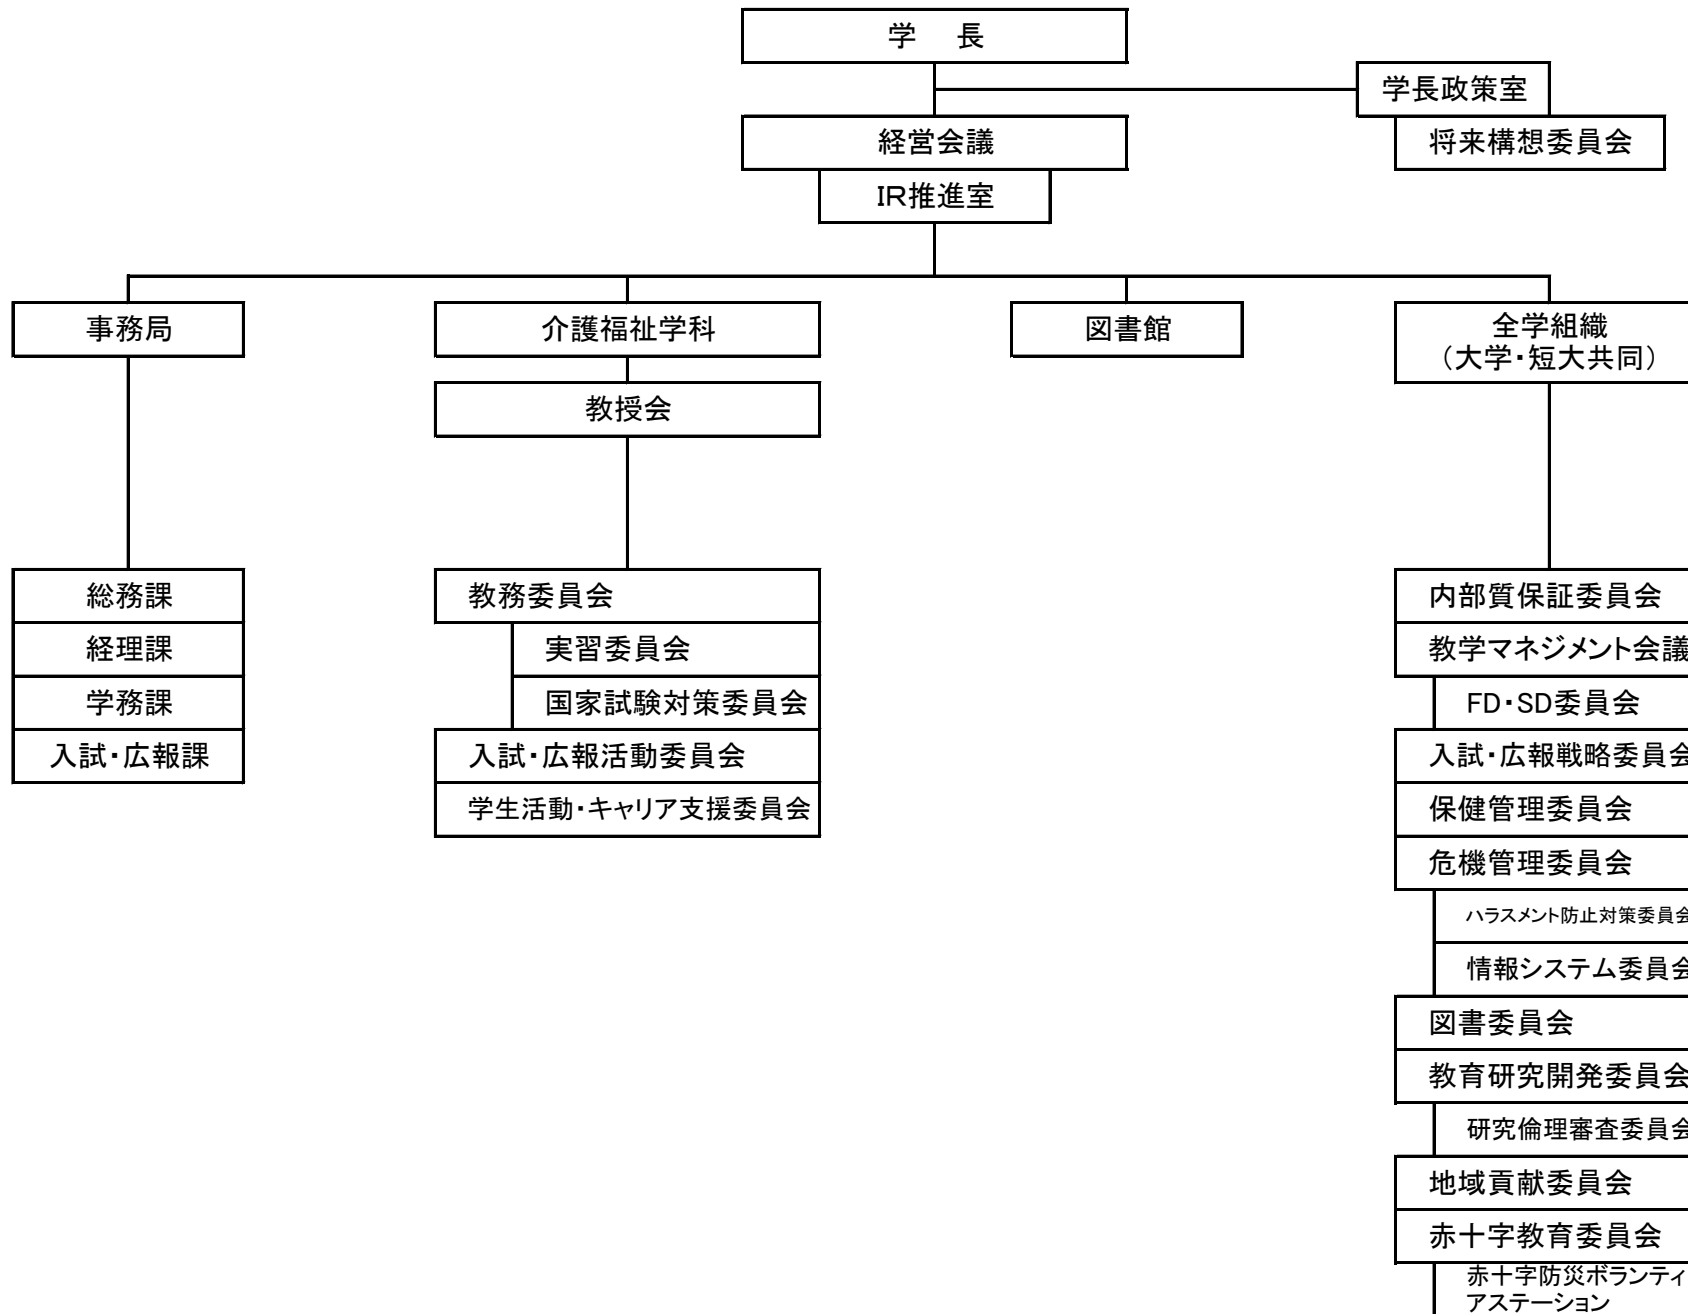 学　長
学長政策室
経営会議
将来構想委員会
IR推進室
事務局
介護福祉学科
図書館
全学組織
（大学・短大共同）
教授会
総務課
経理課
学務課
入試・広報課
教務委員会
実習委員会
国家試験対策委員会
入試・広報活動委員会
学生活動・キャリア支援委員会
内部質保証委員会
教学マネジメント会議
FD・SD委員会
入試・広報戦略委員会
保健管理委員会
危機管理委員会
ハラスメント防止対策委員会
情報システム委員会
図書委員会
教育研究開発委員会
研究倫理審査委員会
地域貢献委員会
赤十字教育委員会
赤十字防災ボランティ
アステーション